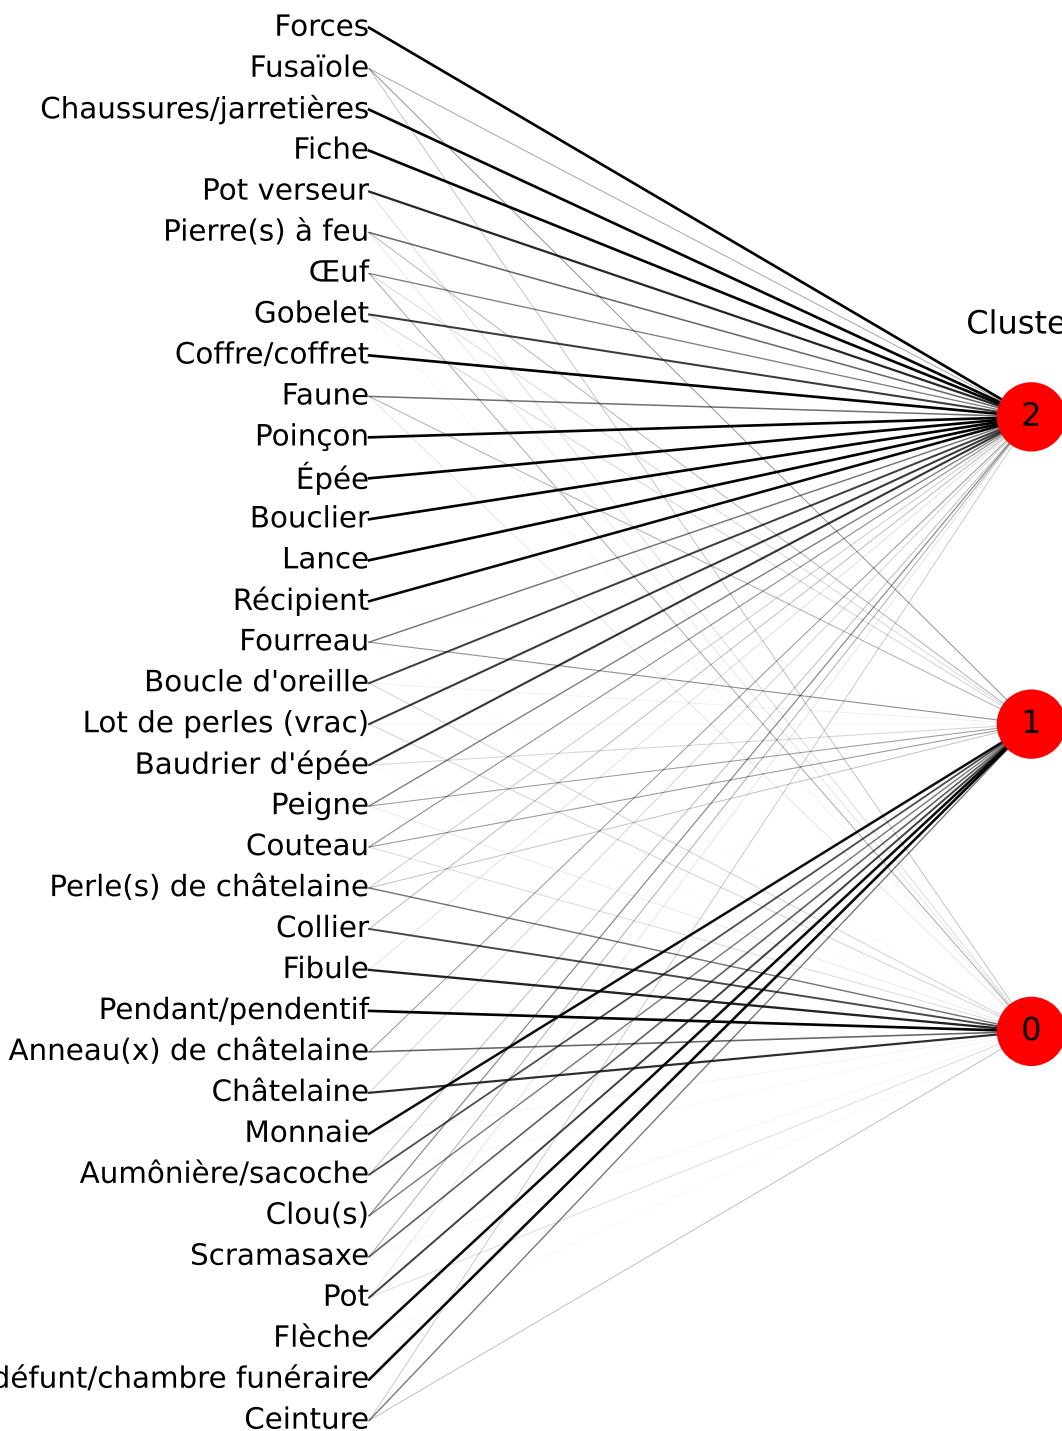 Forces
Fusaïole
Chaussures/jarretières
Fiche
Pot verseur
Pierre(s) à feu
Œuf
Gobelet
Coffre/coffret
Faune
Poinçon
Épée
Bouclier
Lance
Récipient
Fourreau
Boucle d'oreille
Lot de perles (vrac)
Baudrier d'épée
Peigne
Couteau
Perle(s) de châtelaine
Collier
Fibule
Pendant/pendentif
Anneau(x) de châtelaine
Châtelaine
Monnaie
Aumônière/sacoche
Clou(s)
Scramasaxe
Pot
Flèche
défunt/chambre funéraire
Ceinture
Cluste
2
1
0